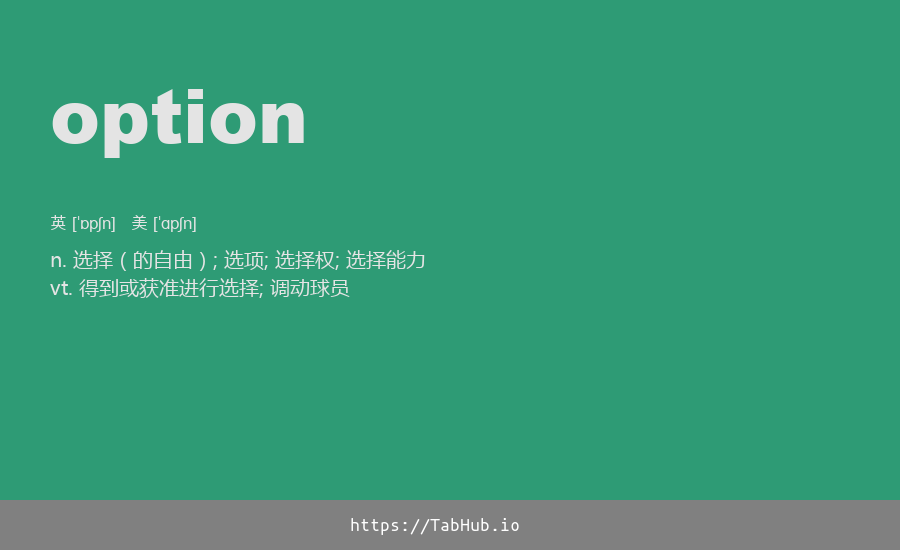 option
英 [ˈɒpʃn] 美 [ˈɑpʃn]
n. 选择 ( 的自由 ) ; 选项; 选择权; 选择能力
vt. 得到或获准进行选择; 调动球员
https://TabHub.io